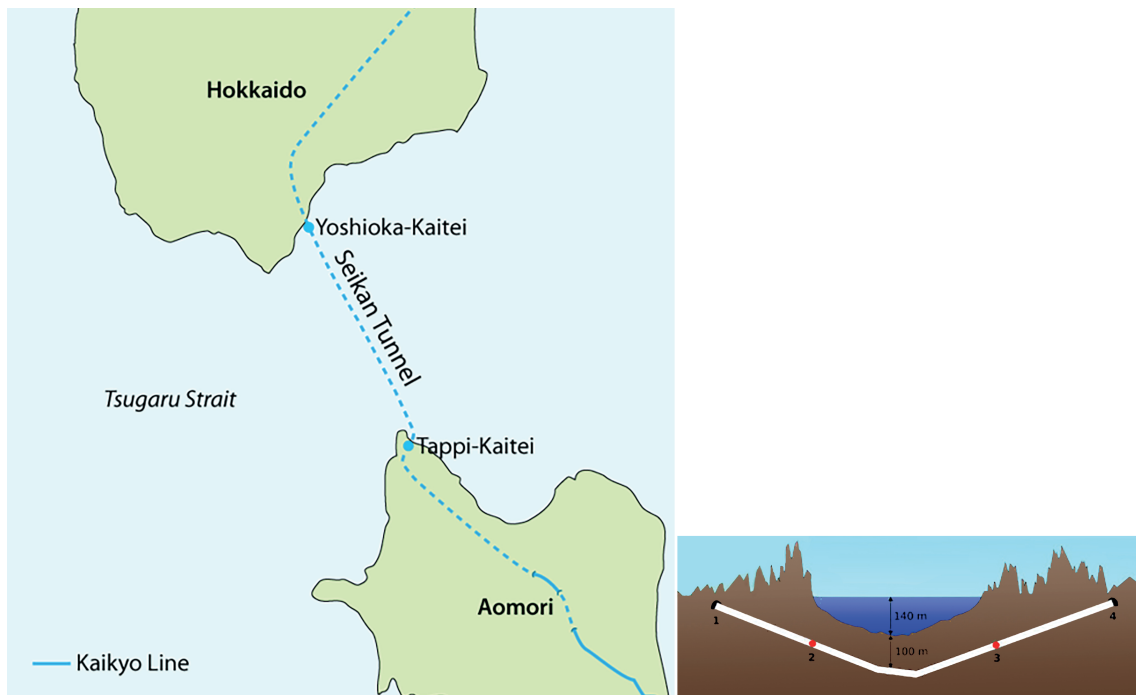 Hokkaido
Yoshioka-Kaitei
Seikan Tunnel
Tsugaru Strait
Tappi-Kaitei
Aomori
Kaikyo Line
140 m
100 m
1
2
3
4